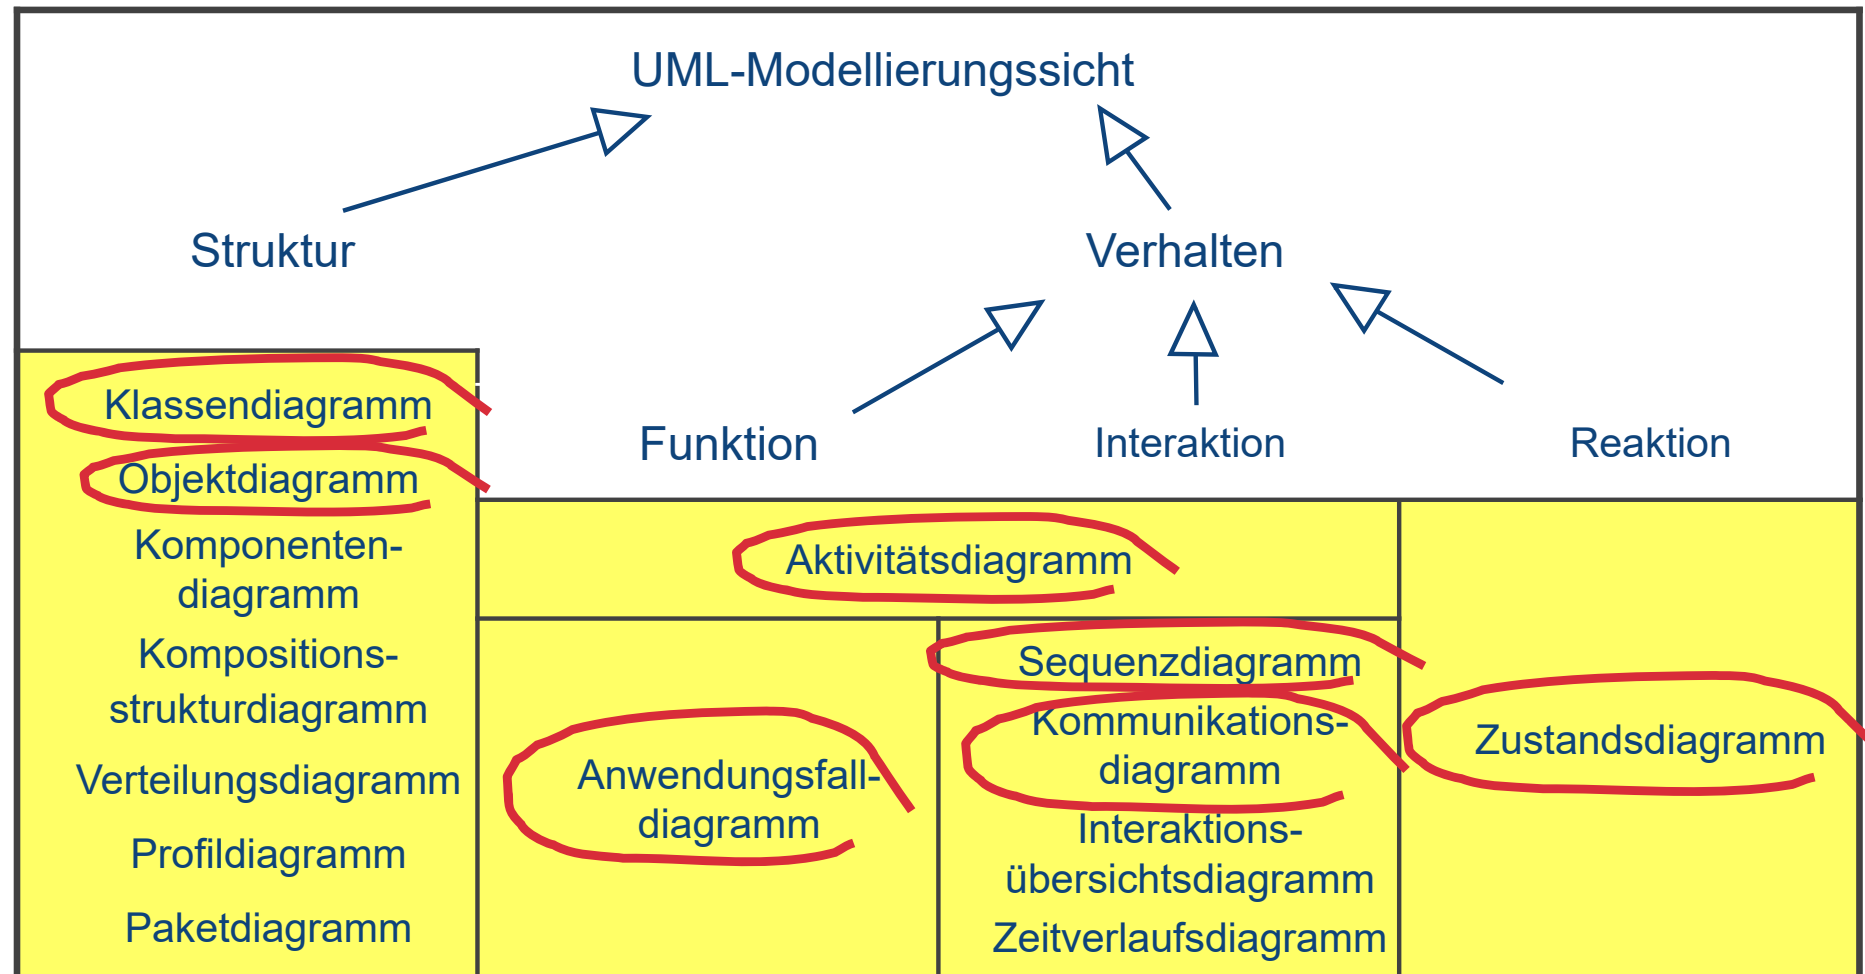 UML-Modellierungssicht
Struktur
Verhalten
Funktion
Interaktion
Reaktion
Klassendiagramm
Objektdiagramm
Komponenten-
diagramm
Kompositions-
strukturdiagramm
Verteilungsdiagramm
Profildiagramm
Paketdiagramm
Aktivitätsdiagramm
Anwendungsfall-
diagramm
Sequenzdiagramm
Kommunikations-
diagramm
Interaktions-
übersichtsdiagramm
Zeitverlaufsdiagramm
Zustandsdiagramm